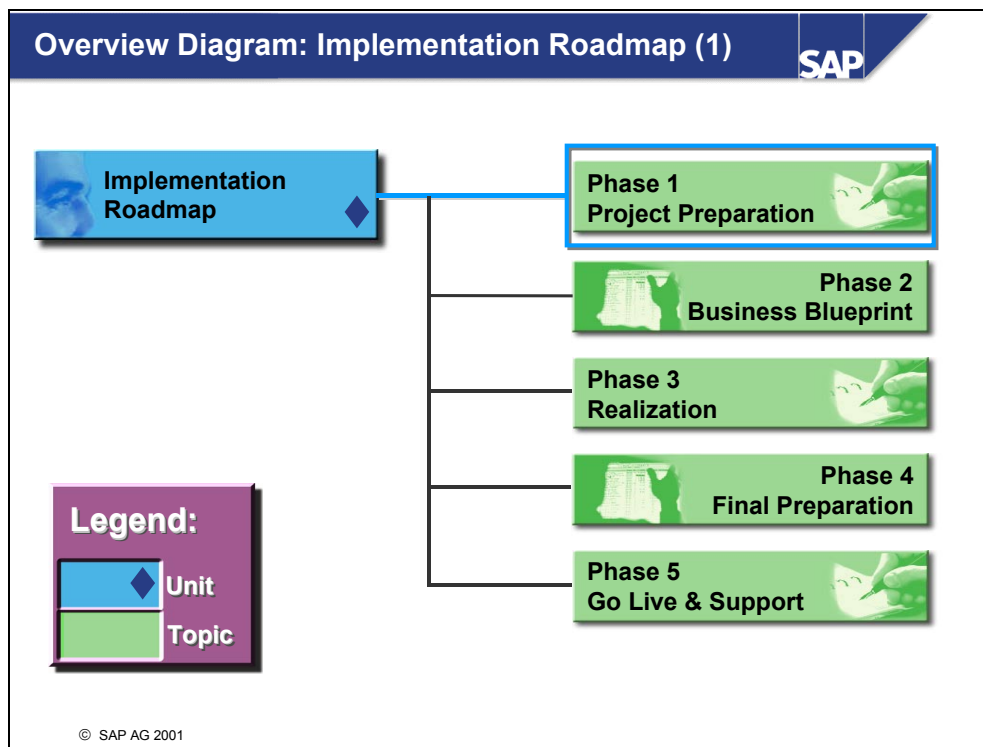 Overview Diagram: Implementation Roadmap (1)
SAP
Implementation
Roadmap
Phase 1
Project Preparation
Phase 2
Business Blueprint
Phase 3
Realization
Phase 4
Final Preparation
Phase 5
Go Live & Support
Legend:
Unit
Topic
© SAP AG 2001